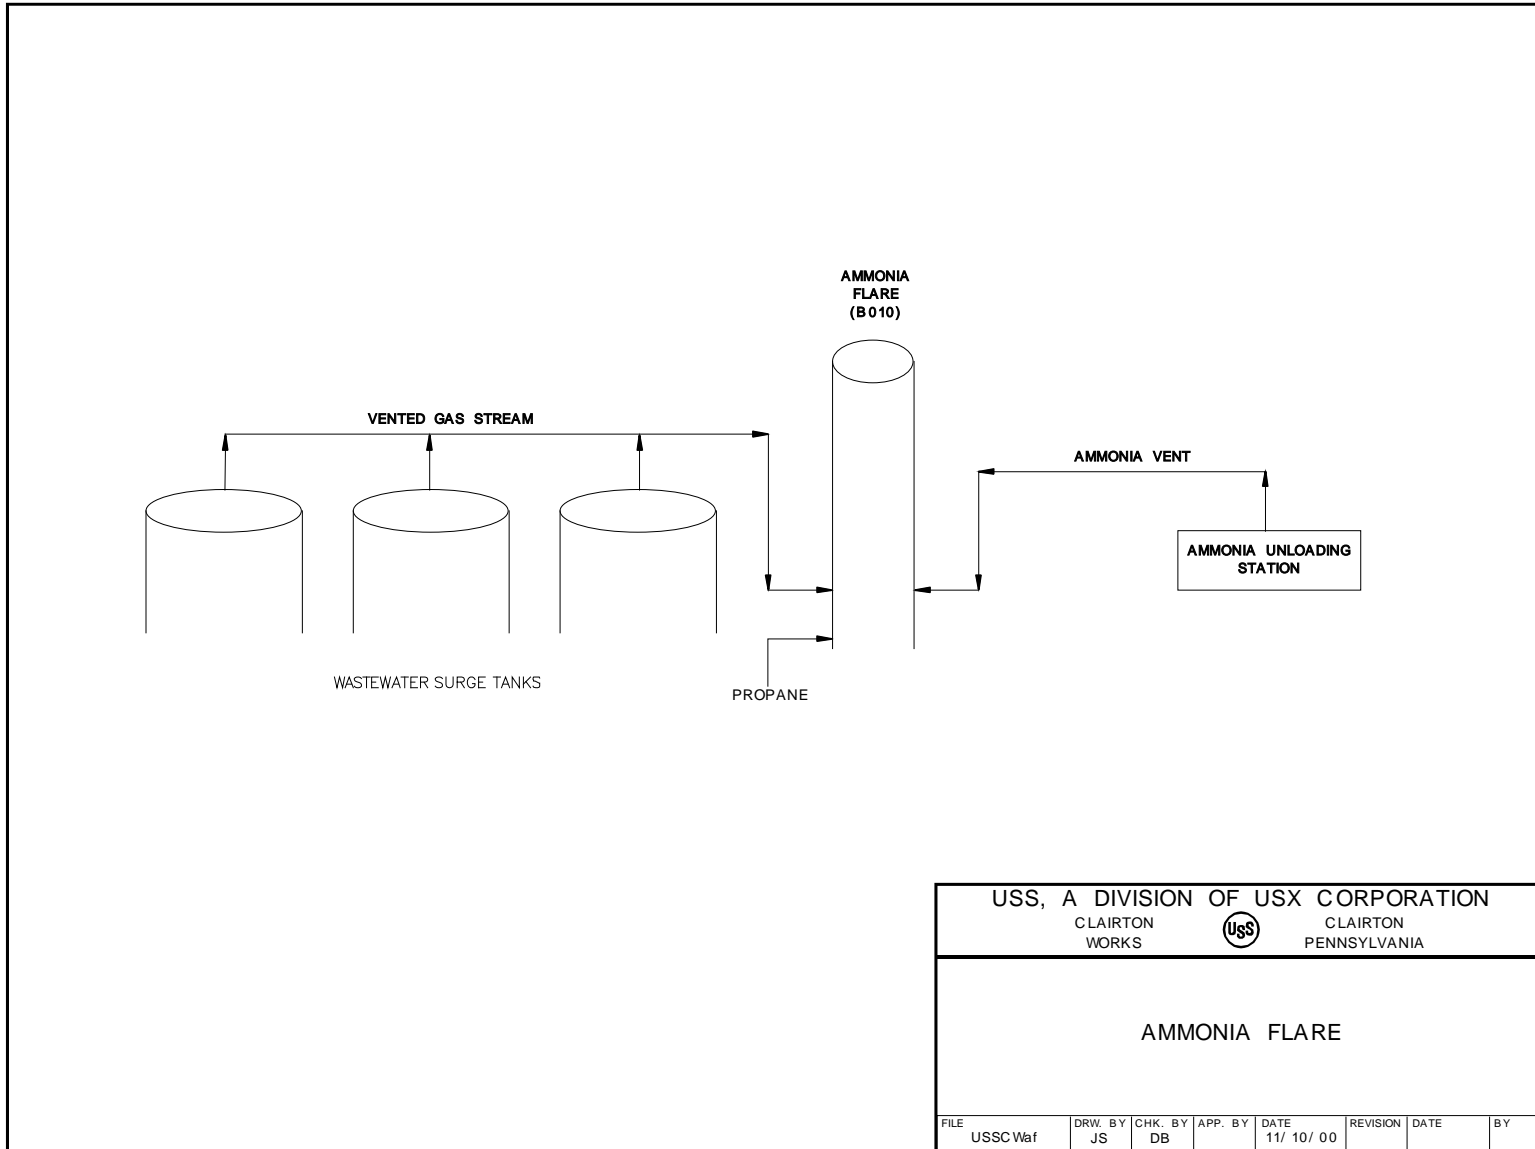 AMMONIA
FLARE
(B010)
VENTED GAS STREAM
AMMONIA VENT
AMMONIA UNLOADING
STATION
WASTEWATER SURGE TANKS
PROPANE
USS, A DIVISION OF USX CORPORATION
CLAIRTON
WORKS
USS
CLAIRTON
PENNSYLVANIA
AMMONIA FLARE
FILE DRW. BY CHK. BY APP. BY DATE REVISION DATE BY
USSCWaf JS DB 11/10/00